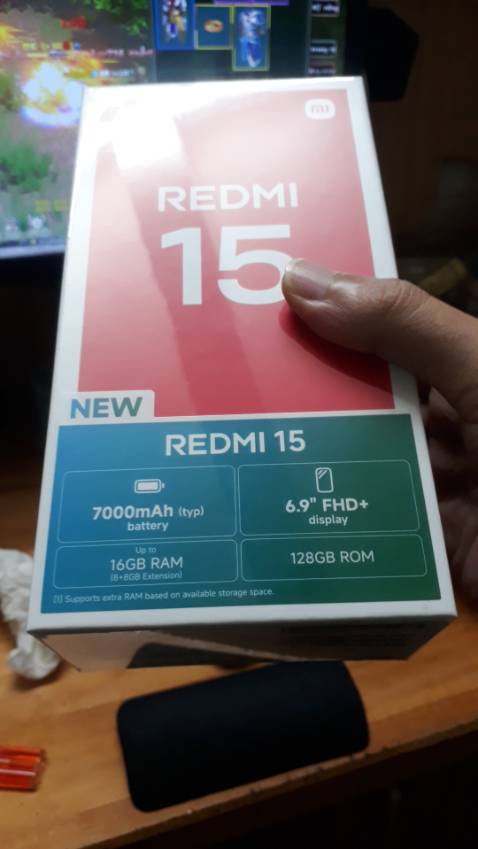 mi
REDMI
15
NEW
REDMI 15
7000mAh (typ)
battery
6.9" FHD+
display
Up to
16GB RAM
(8+8GB Extension)
128GB ROM
[1] Supports extra RAM based on available storage space.